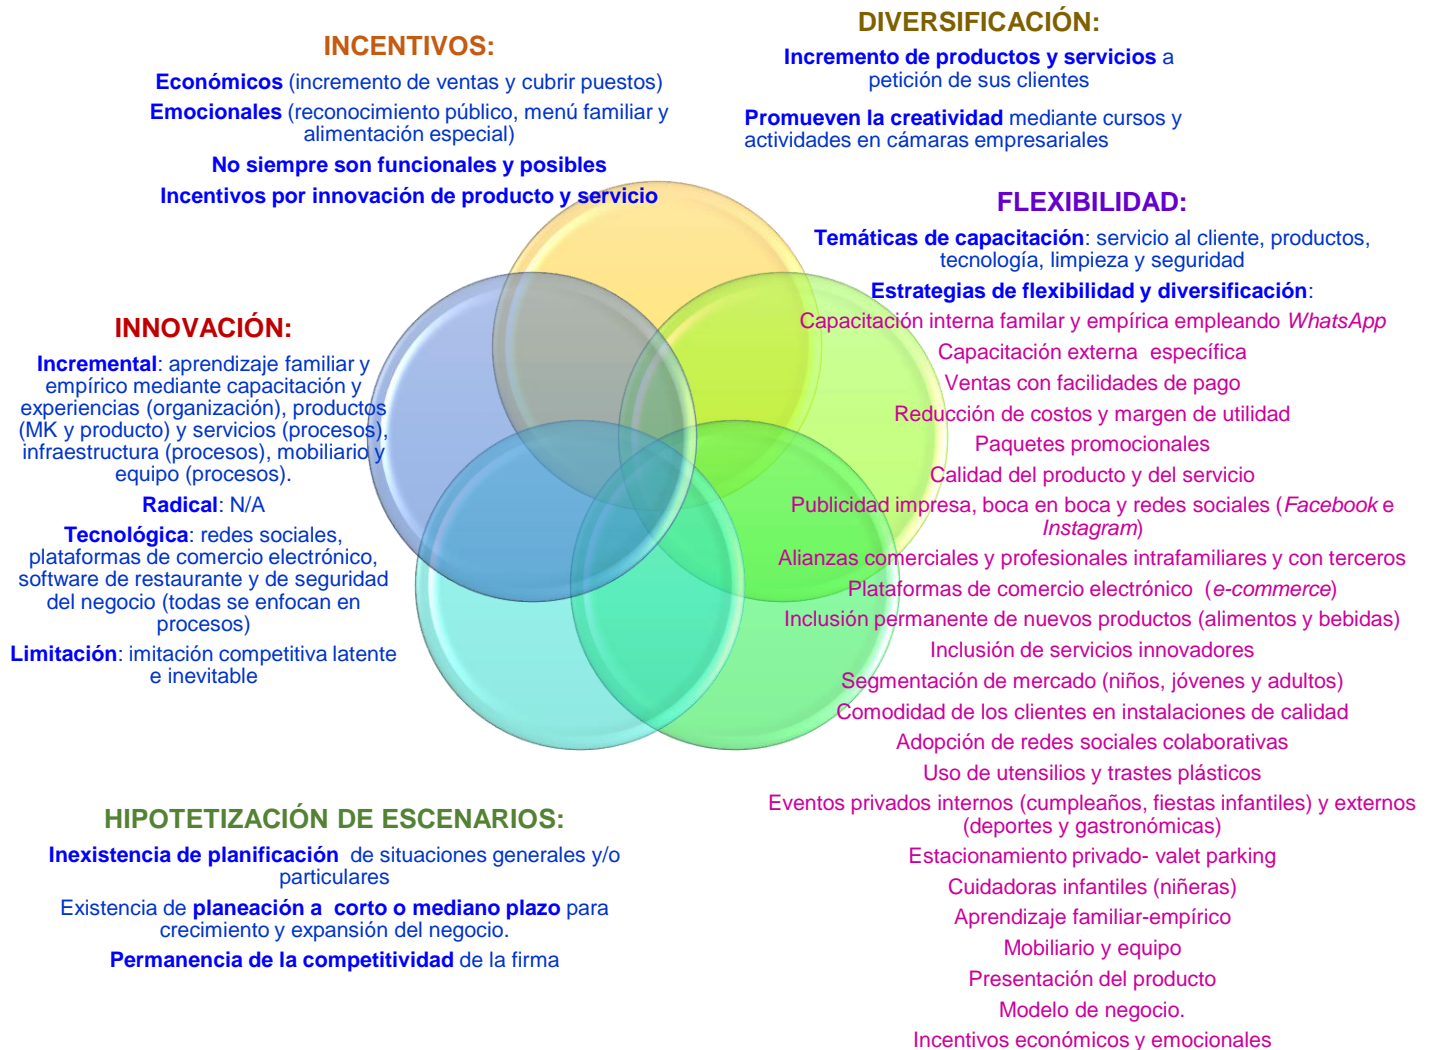 INCENTIVOS:
Económicos (incremento de ventas y cubrir puestos)
Emocionales (reconocimiento público, menú familiar y
alimentación especial)
No siempre son funcionales y posibles
Incentivos por innovación de producto y servicio
DIVERSIFICACIÓN:
Incremento de productos y servicios a
petición de sus clientes
Promueven la creatividad mediante cursos y
actividades en cámaras empresariales
FLEXIBILIDAD:
Temáticas de capacitación: servicio al cliente, productos,
tecnología, limpieza y seguridad
Estrategias de flexibilidad y diversificación:
Capacitación interna familar y empírica empleando WhatsApp
Capacitación externa específica
Ventas con facilidades de pago
Reducción de costos y margen de utilidad
Paquetes promocionales
Calidad del producto y del servicio
Publicidad impresa, boca en boca y redes sociales (Facebook e
Instagram)
Alianzas comerciales y profesionales intrafamiliares y con terceros
Plataformas de comercio electrónico (e-commerce)
Inclusión permanente de nuevos productos (alimentos y bebidas)
Inclusión de servicios innovadores
Segmentación de mercado (niños, jóvenes y adultos)
Comodidad de los clientes en instalaciones de calidad
Adopción de redes sociales colaborativas
Uso de utensilios y trastes plásticos
Eventos privados internos (cumpleaños, fiestas infantiles) y externos
(deportes y gastronómicas)
Estacionamiento privado- valet parking
Cuidadoras infantiles (niñeras)
Aprendizaje familiar-empírico
Mobiliario y equipo
Presentación del producto
Modelo de negocio.
Incentivos económicos y emocionales
INNOVACIÓN:
Incremental: aprendizaje familiar y
empírico mediante capacitación y
experiencias (organización), productos
(MK y producto) y servicios (procesos),
infraestructura (procesos), mobiliario y
equipo (procesos).
Radical: N/A
Tecnológica: redes sociales,
plataformas de comercio electrónico,
software de restaurante y de seguridad
del negocio (todas se enfocan en
procesos)
Limitación: imitación competitiva latente
e inevitable
HIPOTETIZACIÓN DE ESCENARIOS:
Inexistencia de planificación de situaciones generales y/o
particulares
Existencia de planeación a corto o mediano plazo para
crecimiento y expansión del negocio.
Permanencia de la competitividad de la firma